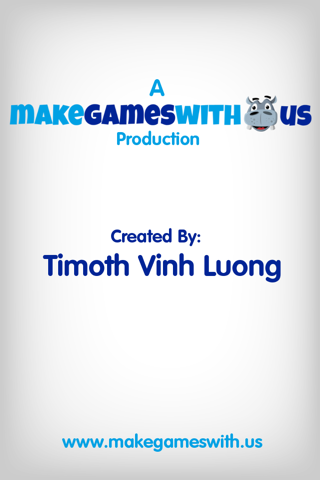 A
MAKEGAMESWITH US
Production
Created By:
Timoth Vinh Luong
www.makegameswith.us